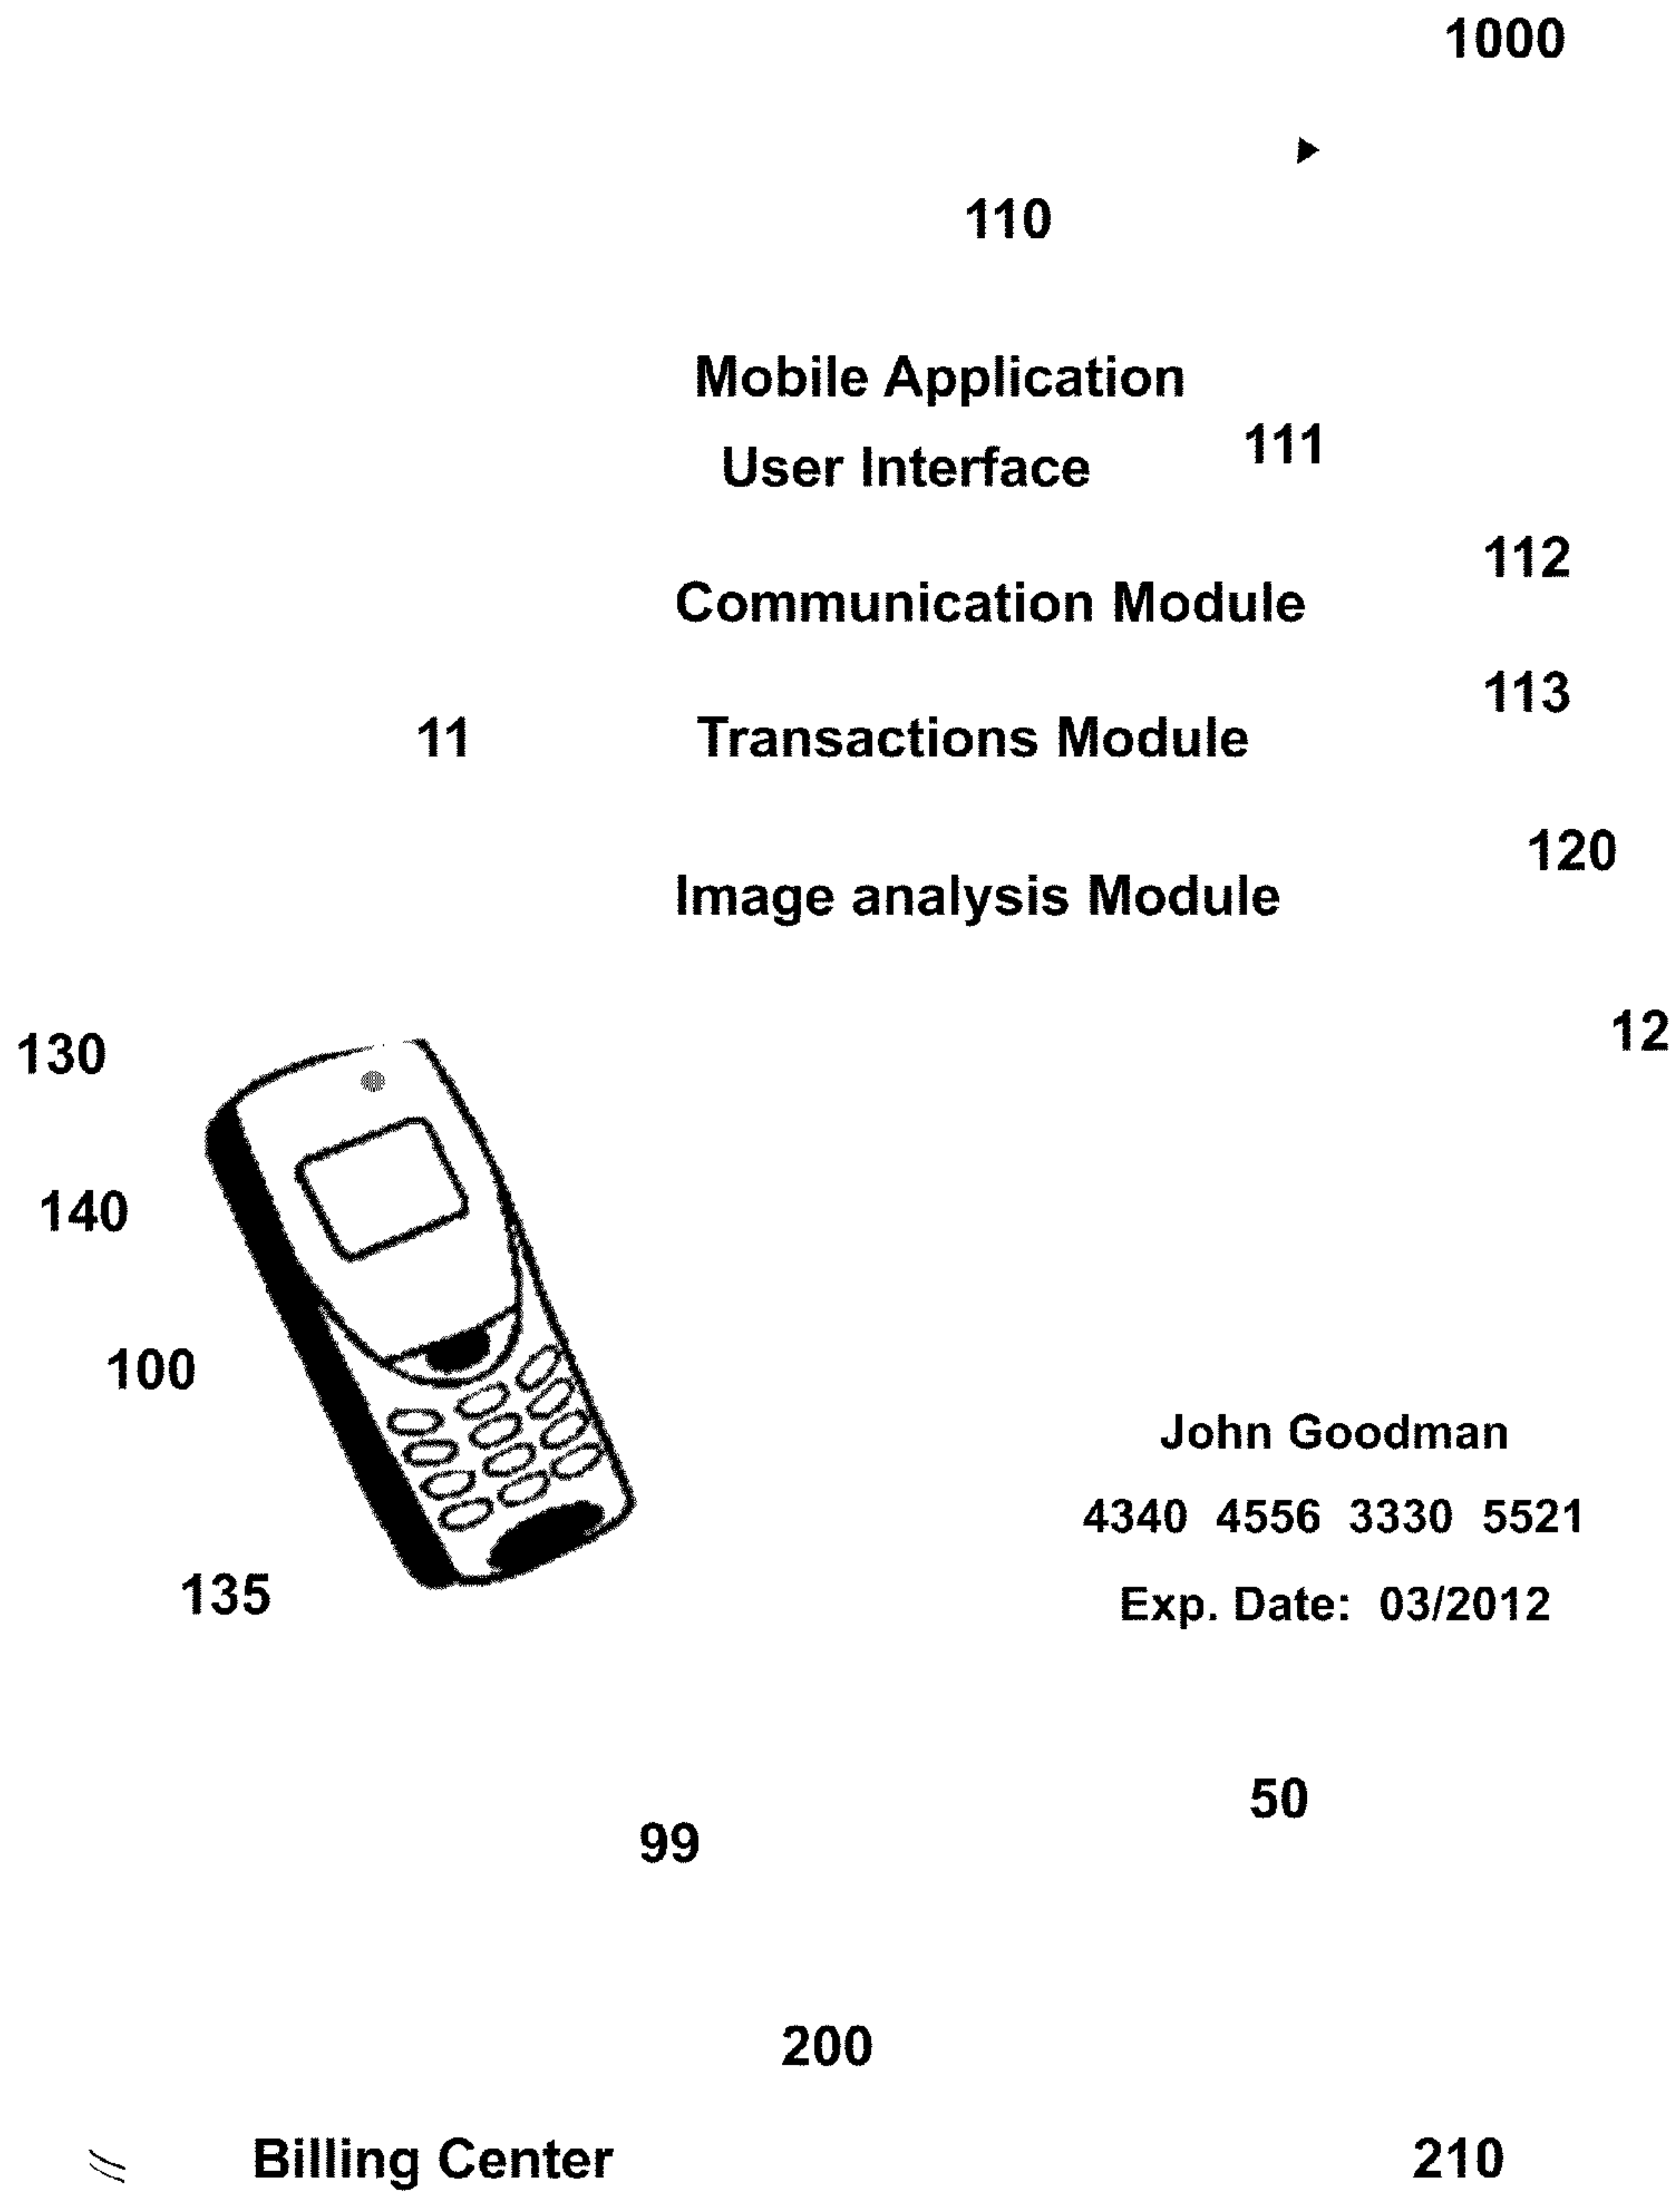 1000
110
Mobile Application
111
User Interface
112
Communication Module
113
11 Transactions Module
120
Image analysis Module
12
130
140
100
John Goodman
4340 4556 3330 5521
135
Exp. Date: 03/2012
50
99
200
Billing Center 210